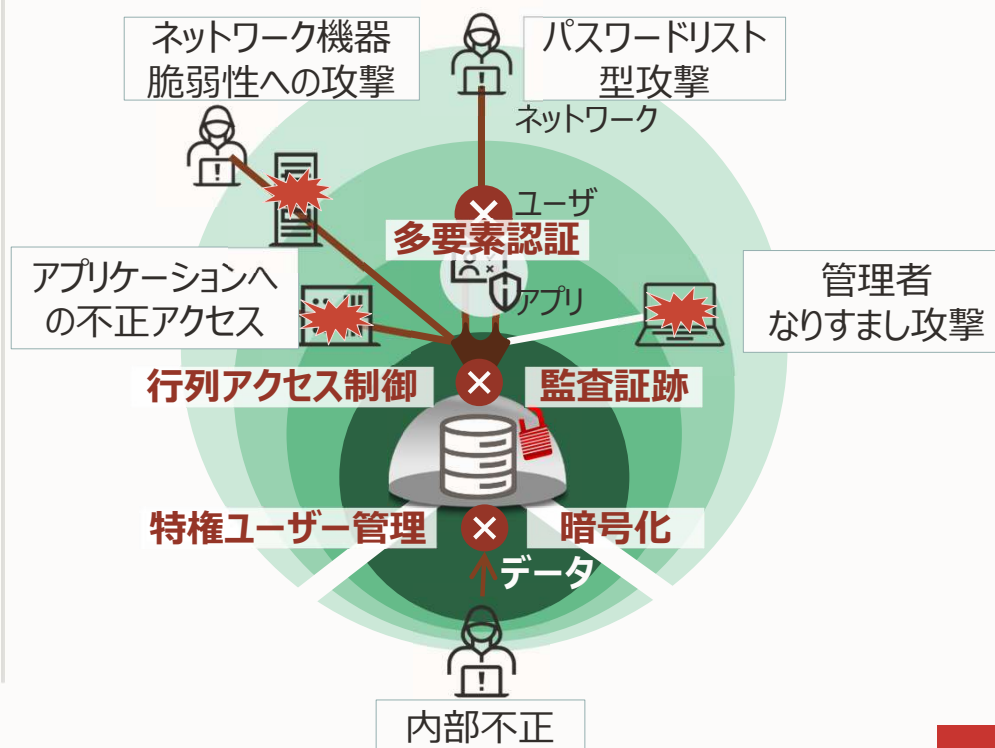 ネットワーク機器
脆弱性への攻撃
パスワードリスト
型攻撃
ネットワーク
ユーザ
多要素認証
アプリケーションへ
の不正アクセス
アプリ
管理者
なりすまし攻撃
行列アクセス制御
監査証跡
特権ユーザー管理
暗号化
データ
内部不正